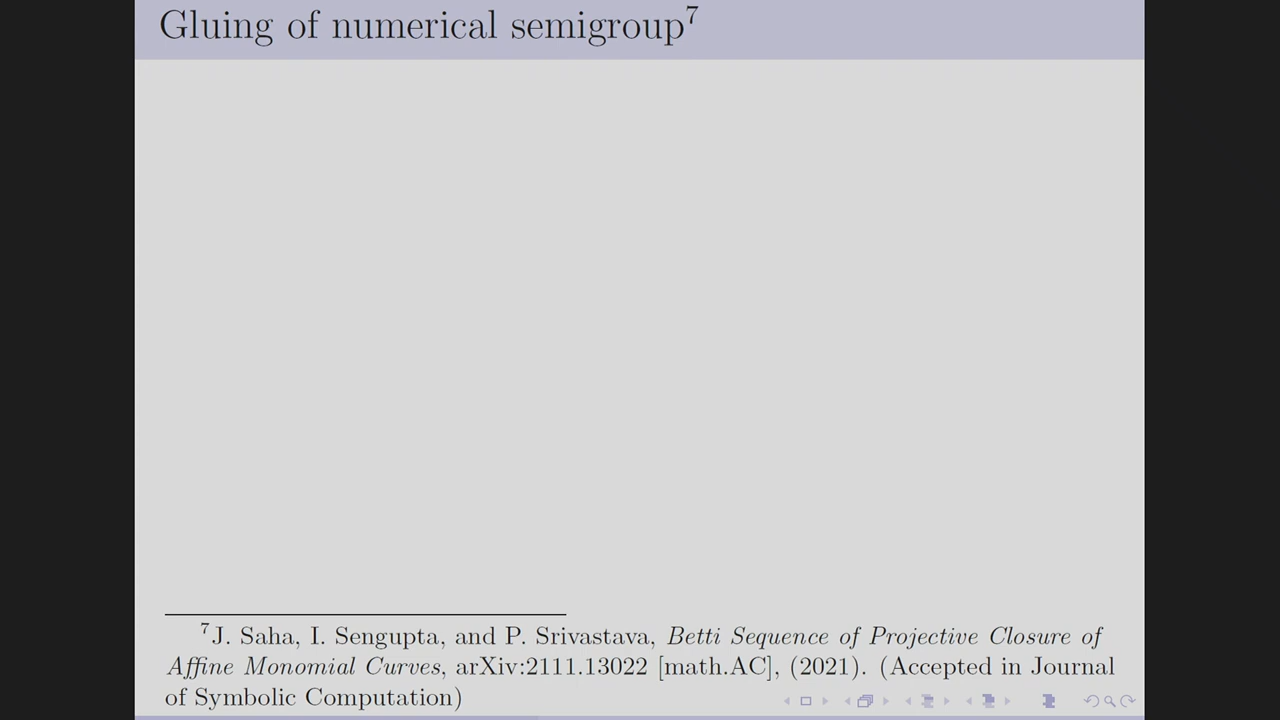 Gluing of numerical semigroup⁷
⁷J. Saha, I. Sengupta, and P. Srivastava, Betti Sequence of Projective Closure of
Affine Monomial Curves, arXiv:2111.13022 [math.AC], (2021). (Accepted in Journal
of Symbolic Computation)